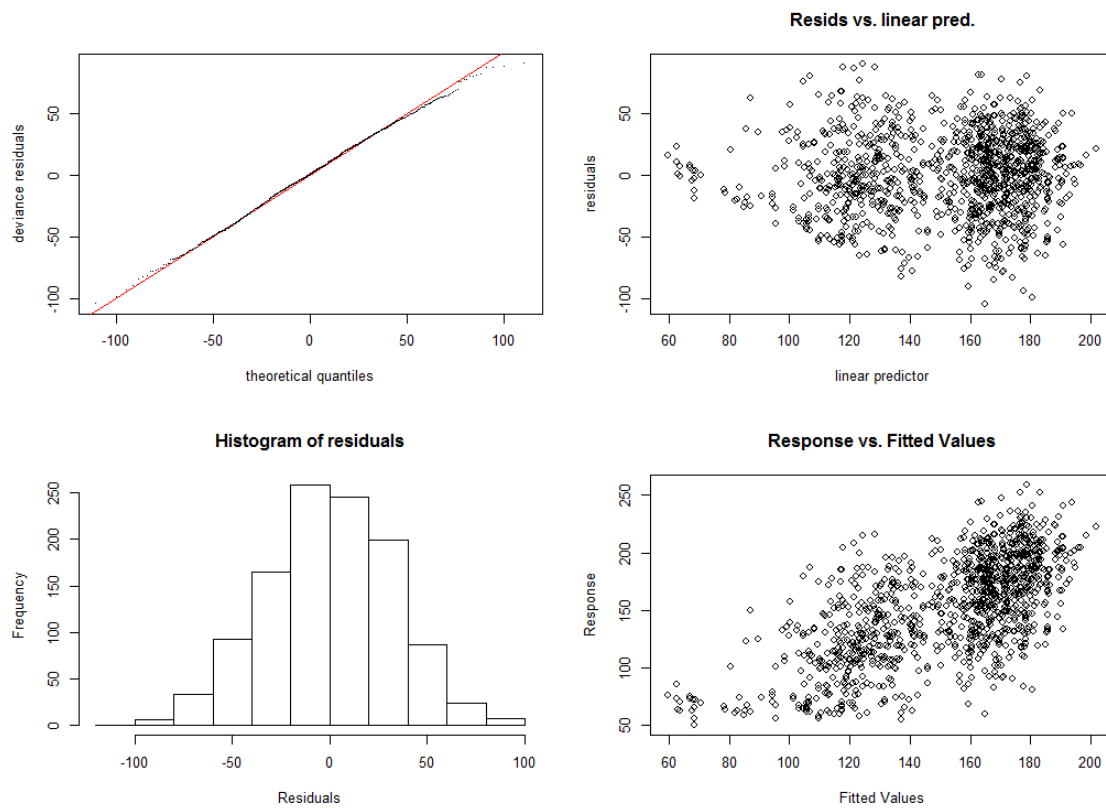 deviance residuals
-100 -50 0 50
-100 -50 0 50 100
theoretical quantiles
Resids vs. linear pred.
residuals
-100 -50 0 50
60 80 100 120 140 160 180 200
linear predictor
Histogram of residuals
Frequency
0 50 100 150 200 250
-100 -50 0 50 100
Residuals
Response vs. Fitted Values
Response
50 100 150 200 250
60 80 100 120 140 160 180 200
Fitted Values